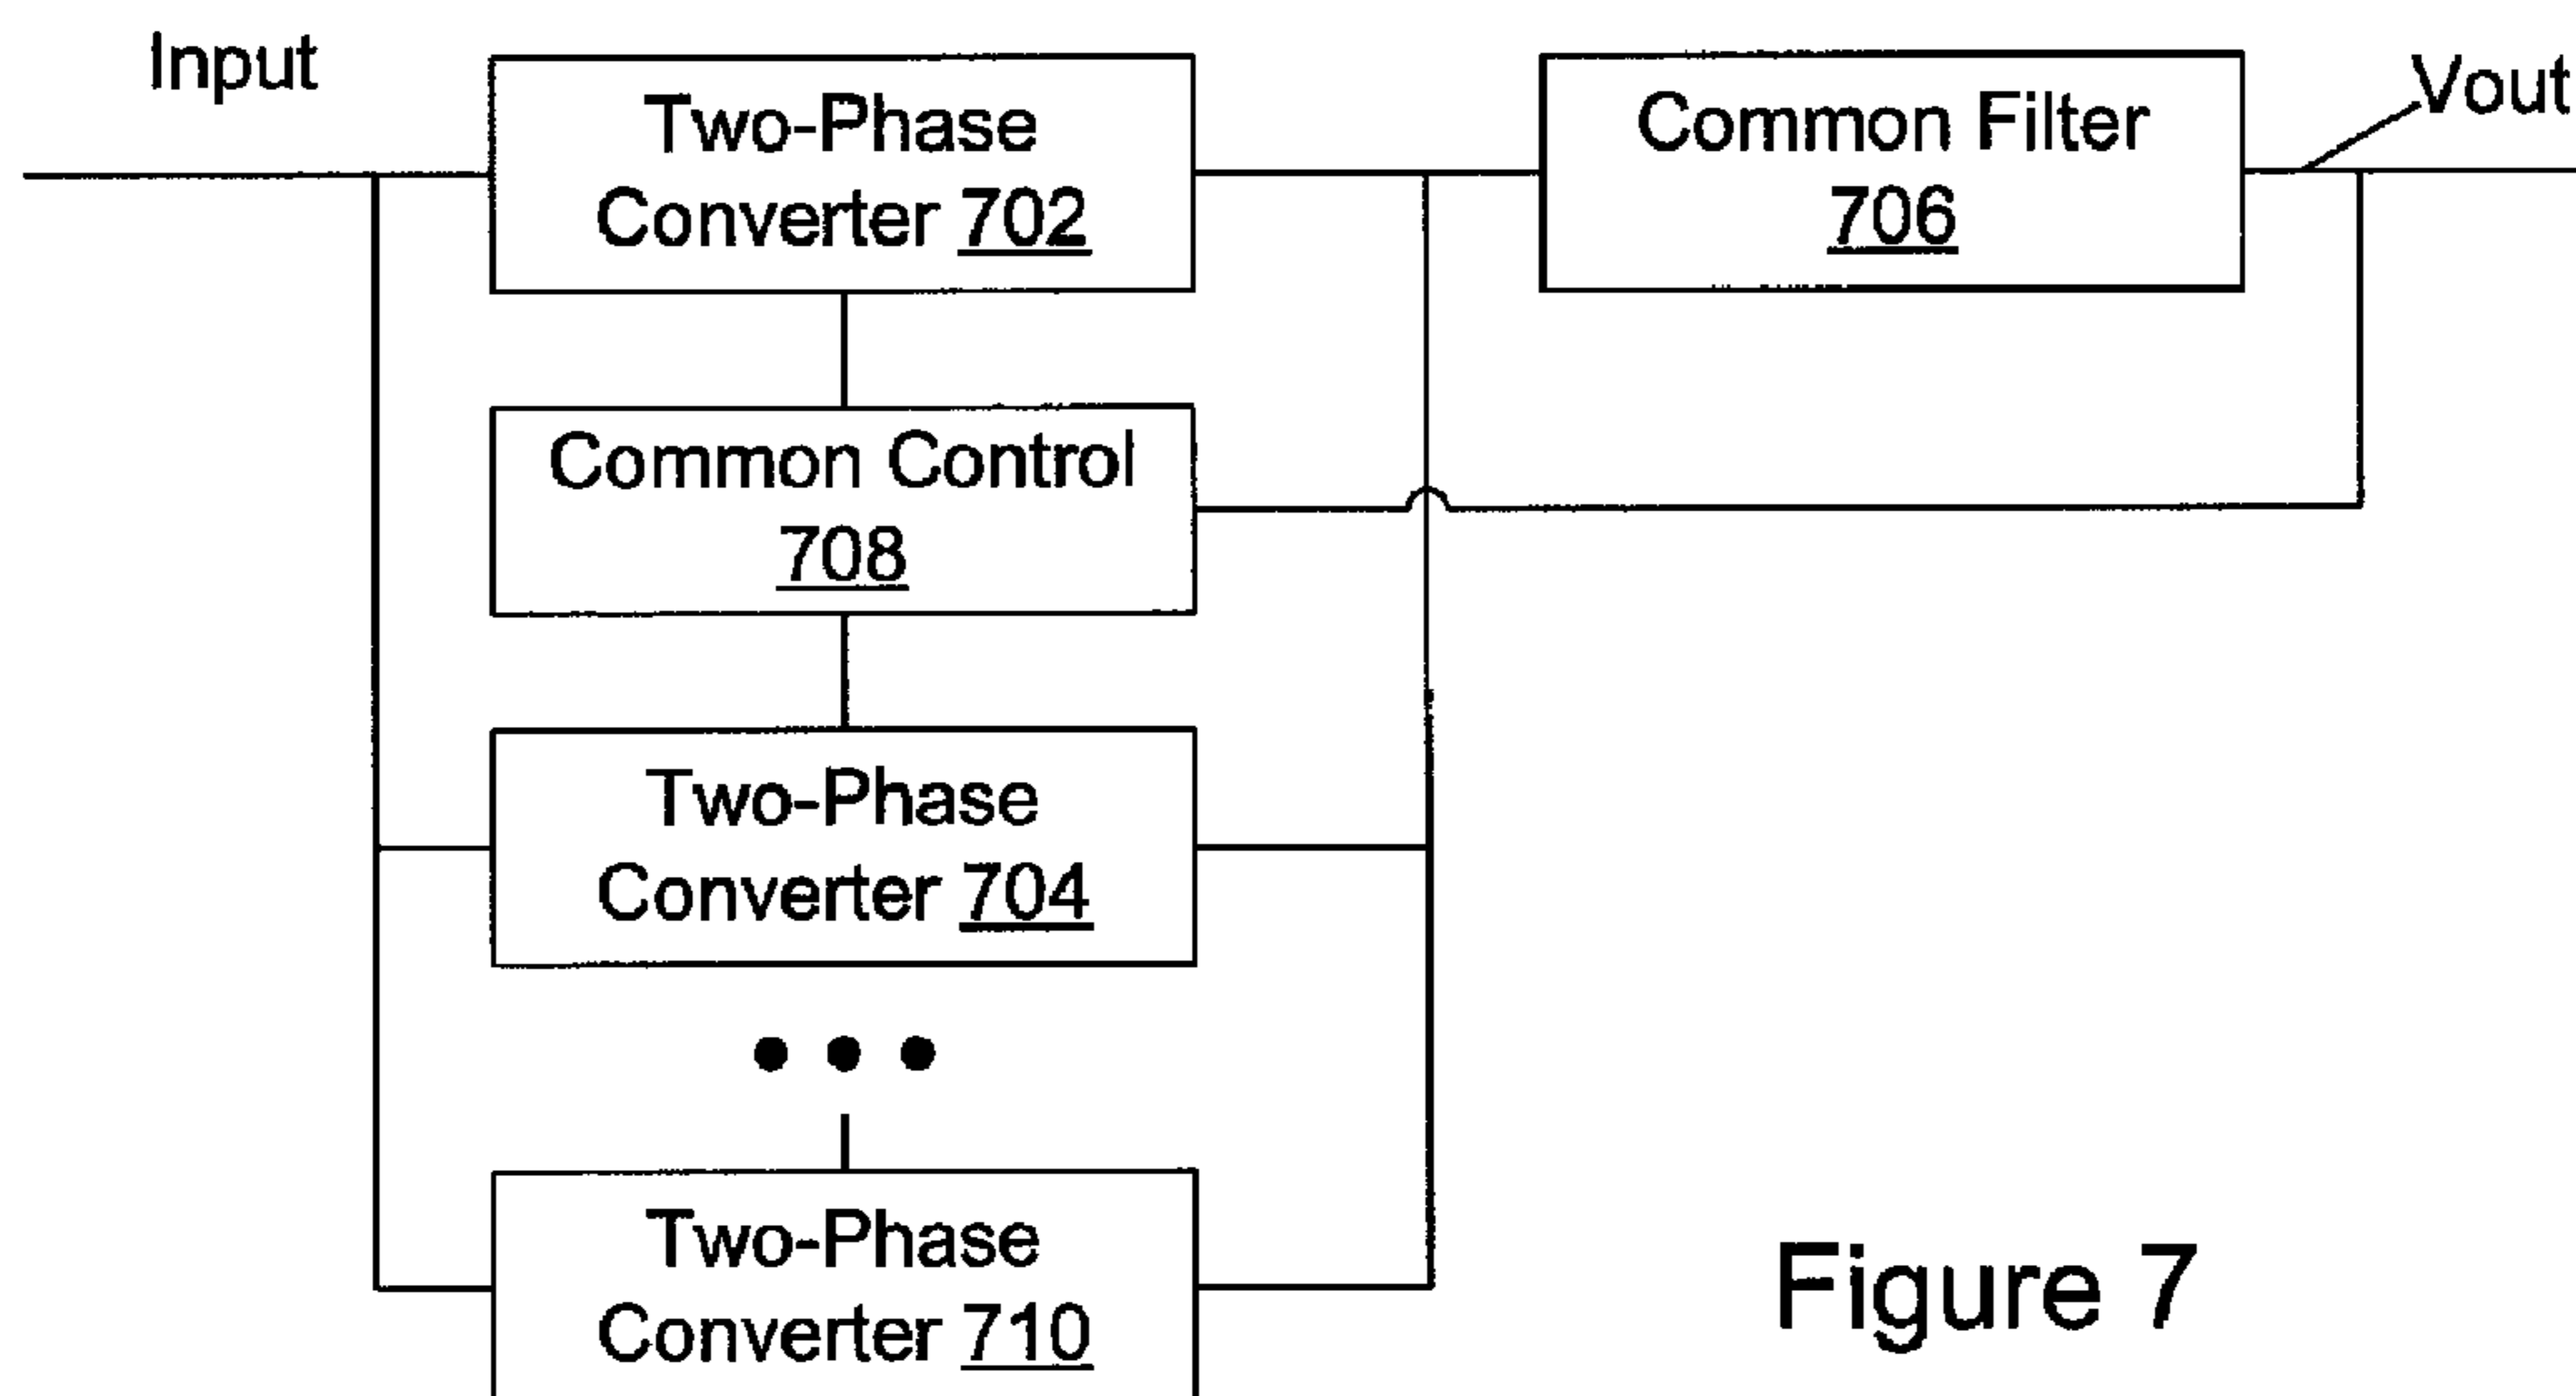 Input
Two-Phase
Converter 702
Common Filter
706
Vout
Common Control
708
Two-Phase
Converter 704
Two-Phase
Converter 710
Figure 7